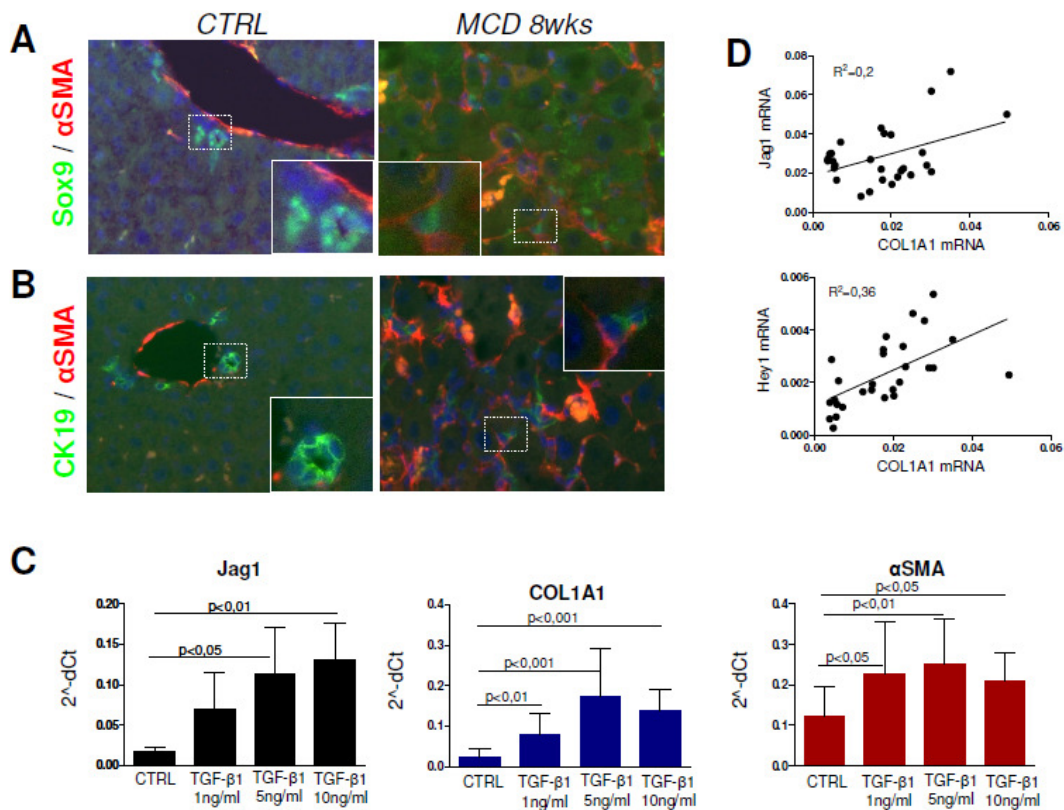 CTRL
MCD 8wks
A
Sox9 / αSMA
B
CK19 / αSMA
D
R²=0,2
Jag1 mRNA
0.08
0.06
0.04
0.02
0.00
0.00 0.02 0.04 0.06
COL1A1 mRNA
R²=0,36
Hey1 mRNA
0.006
0.004
0.002
0.000
0.00 0.02 0.04 0.06
COL1A1 mRNA
C
Jag1
2^-dCt
0.20
0.15
0.10
0.05
0.00
p<0,01
p<0,05
CTRL TGF-β1 TGF-β1 TGF-β1
1ng/ml 5ng/ml 10ng/ml
COL1A1
2^-dCt
0.4
0.3
0.2
0.1
0.0
p<0,001
p<0,001
p<0,01
CTRL TGF-β1 TGF-β1 TGF-β1
1ng/ml 5ng/ml 10ng/ml
αSMA
2^-dCt
0.4
0.3
0.2
0.1
0.0
p<0,05
p<0,01
p<0,05
CTRL TGF-β1 TGF-β1 TGF-β1
1ng/ml 5ng/ml 10ng/ml